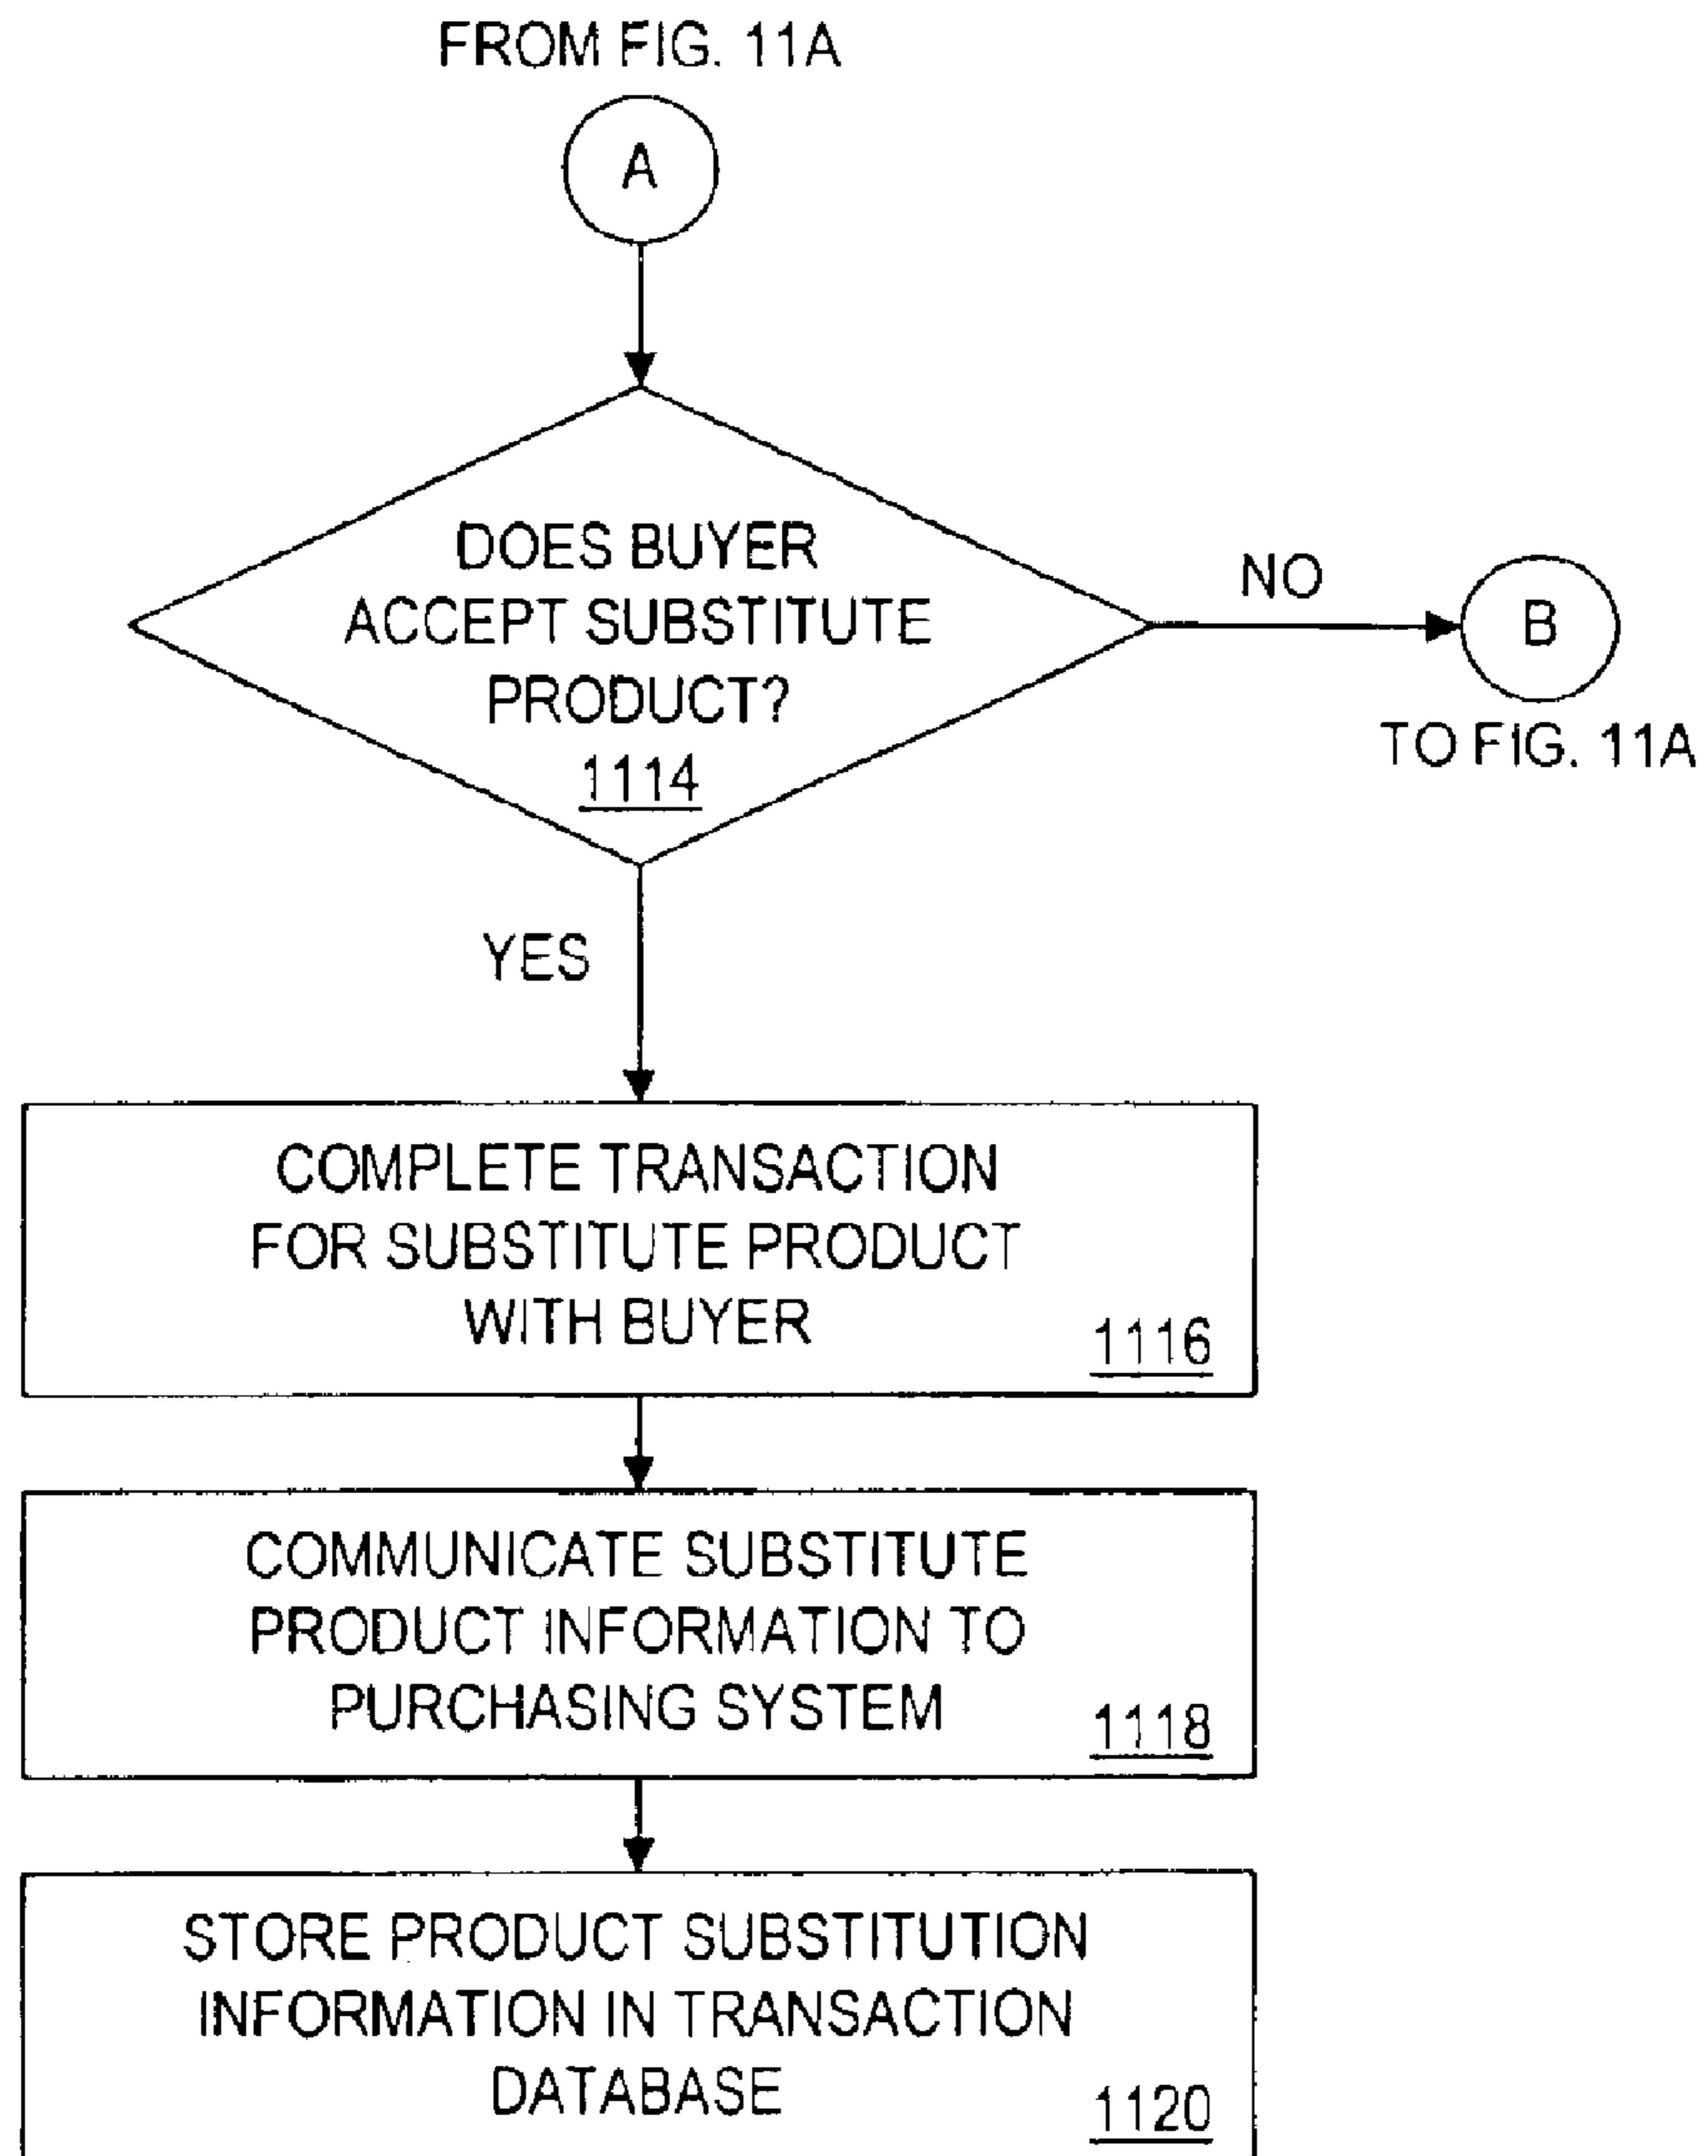 FROM FIG. 11A
A
DOES BUYER
ACCEPT SUBSTITUTE
PRODUCT?
1114
NO
B
TO FIG. 11A
YES
COMPLETE TRANSACTION
FOR SUBSTITUTE PRODUCT
WITH BUYER
1116
COMMUNICATE SUBSTITUTE
PRODUCT INFORMATION TO
PURCHASING SYSTEM
1118
STORE PRODUCT SUBSTITUTION
INFORMATION IN TRANSACTION
DATABASE
1120